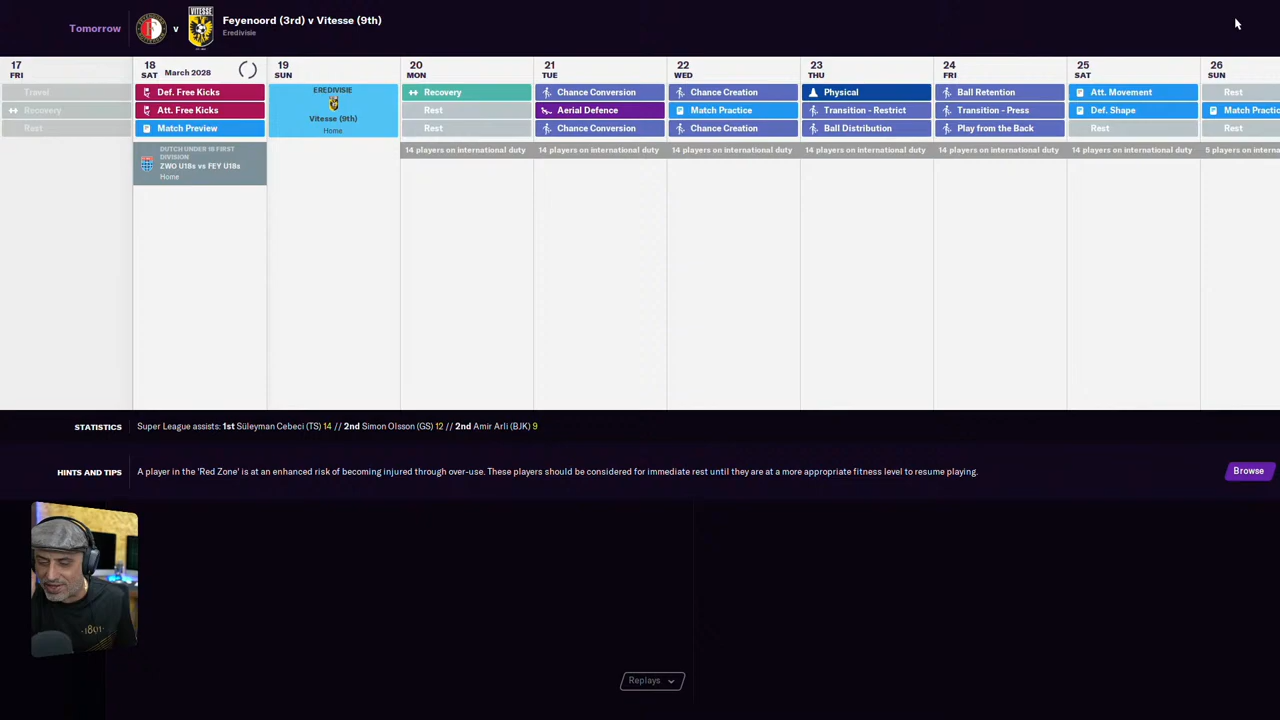 Tomorrow
v
VITESSE
Feyenoord (3rd) v Vitesse (9th)
Eredivisie
17
FRI
Travel
Recovery
Rest
18
SAT
March 2028
Def. Free Kicks
Att. Free Kicks
Match Preview
DUTCH UNDER 18 FIRST
DIVISION
ZWO U18s vs FEY U18s
Home
19
SUN
EREDIVISIE
Vitesse (9th)
Home
20
MON
Recovery
Rest
Rest
14 players on international duty
21
TUE
Chance Conversion
Aerial Defence
Chance Conversion
14 players on international duty
22
WED
Chance Creation
Match Practice
Chance Creation
14 players on international duty
23
THU
Physical
Transition - Restrict
Ball Distribution
14 players on international duty
24
FRI
Ball Retention
Transition - Press
Play from the Back
14 players on international duty
25
SAT
Att. Movement
Def. Shape
Rest
14 players on international duty
26
SUN
Rest
Match Practic
Rest
5 players on interna
STATISTICS
Super League assists: 1st Süleyman Cebeci (TS) 14 // 2nd Simon Olsson (GS) 12 // 2nd Amir Arli (BJK) 9
HINTS AND TIPS
A player in the 'Red Zone' is at an enhanced risk of becoming injured through over-use. These players should be considered for immediate rest until they are at a more appropriate fitness level to resume playing.
Browse
Replays